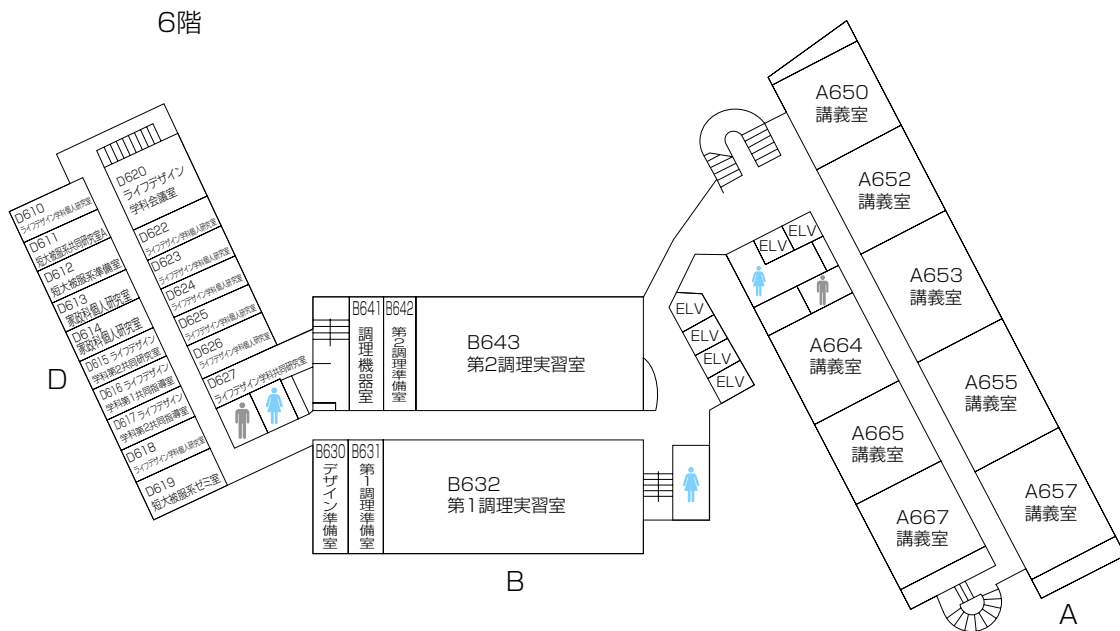 6階
D610
ライフデザイン学科個人研究室
D611
短大被服系共同研究室A
D612
短大被服系準備室
D613
家政科個人研究室
D614
家政科個人研究室
D615 ライフデザイン
学科第2共同研究室
D616 ライフデザイン
学科第1共同指導室
D617 ライフデザイン
学科第2共同指導室
D618
ライフデザイン学科個人研究室
D619
短大被服系ゼミ室
D
D620
ライフデザイン
学科会議室
D622
ライフデザイン学科個人研究室
D623
ライフデザイン学科個人研究室
D624
ライフデザイン学科個人研究室
D625
ライフデザイン学科個人研究室
D626
ライフデザイン学科個人研究室
D627
ライフデザイン学科共同研究室
B641
調理機器室
B642
第2調理準備室
B643
第2調理実習室
B630
デザイン準備室
B631
第1調理準備室
B632
第1調理実習室
B
ELV
ELV
ELV
ELV
ELV
ELV
A650
講義室
A652
講義室
A653
講義室
A655
講義室
A657
講義室
A664
講義室
A665
講義室
A667
講義室
A